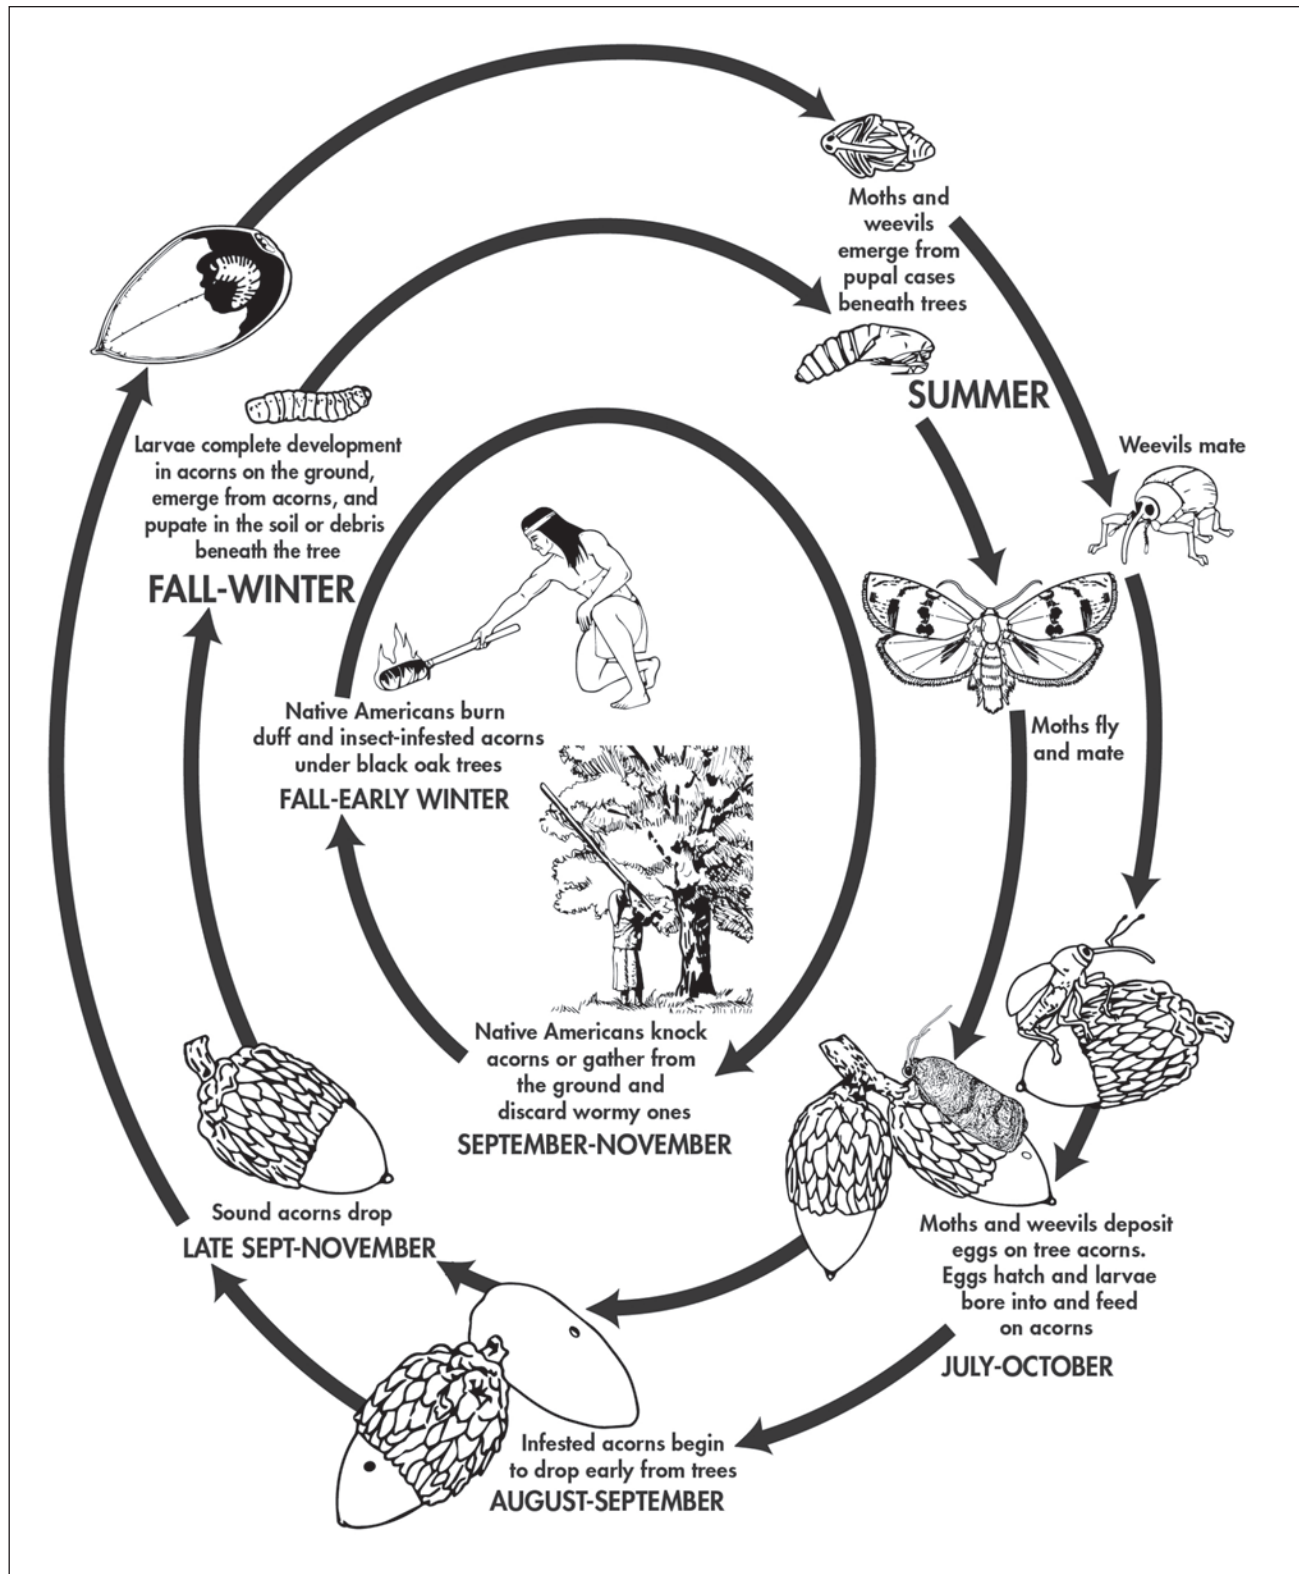 Moths and
weevils
emerge from
pupal cases
beneath trees
SUMMER
Weevils mate
Larvae complete development
in acorns on the ground,
emerge from acorns, and
pupate in the soil or debris
beneath the tree
FALL-WINTER
Native Americans burn
duff and insect-infested acorns
under black oak trees
FALL-EARLY WINTER
Moths fly
and mate
Native Americans knock
acorns or gather from
the ground and
discard wormy ones
SEPTEMBER-NOVEMBER
Sound acorns drop
LATE SEPT-NOVEMBER
Moths and weevils deposit
eggs on tree acorns.
Eggs hatch and larvae
bore into and feed
on acorns
JULY-OCTOBER
Infested acorns begin
to drop early from trees
AUGUST-SEPTEMBER